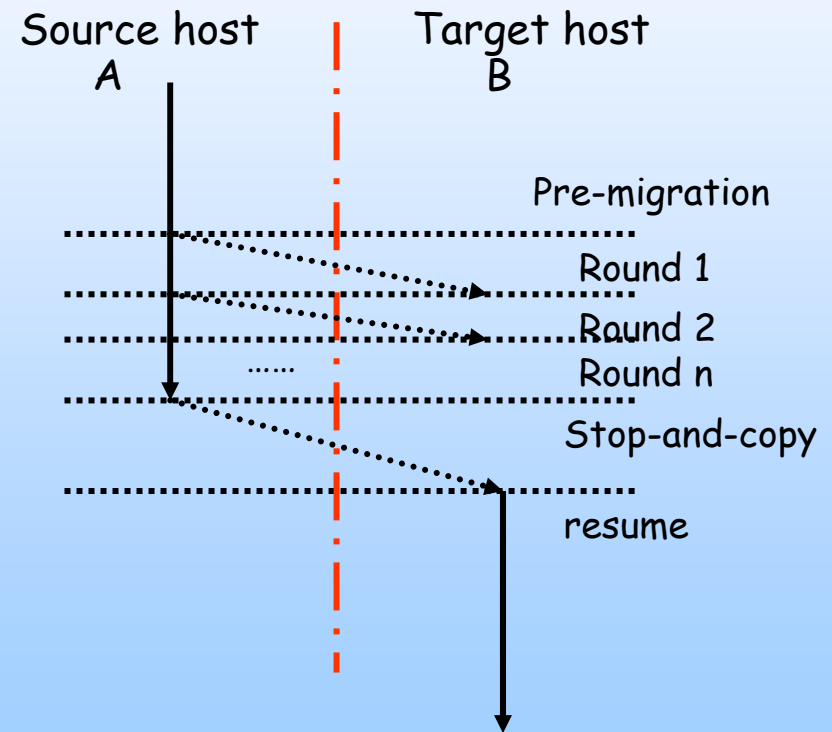 Source host
A
Target host
B
Pre-migration
Round 1
Round 2
......
Round n
Stop-and-copy
resume